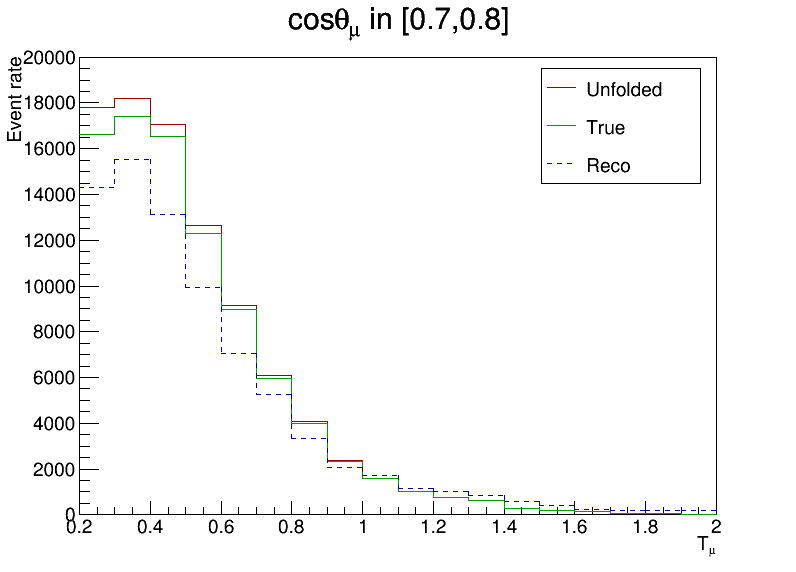 cosθμ in [0.7,0.8]
Event rate
20000
18000
16000
14000
12000
10000
8000
6000
4000
2000
0
Unfolded
True
Reco
0.2 0.4 0.6 0.8 1 1.2 1.4 1.6 1.8 2
Tμ